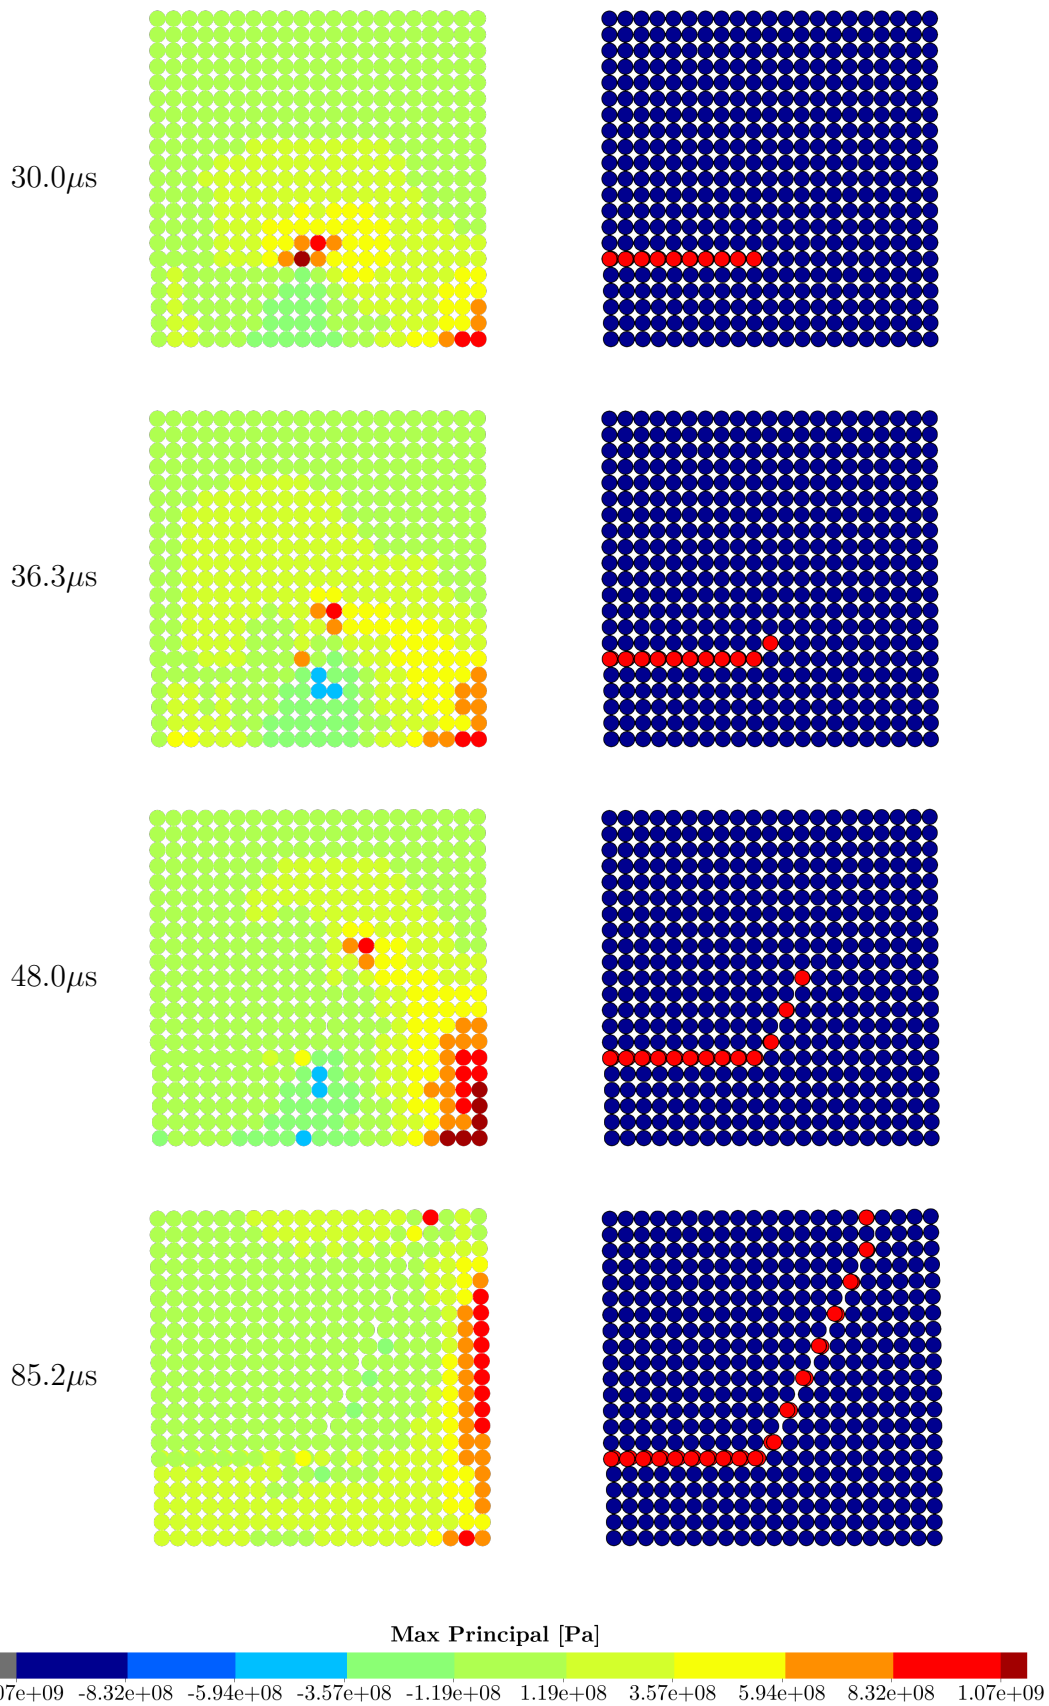 30.0μs
36.3μs
48.0μs
85.2μs
Max Principal [Pa]
07e+09 -8.32e+08 -5.94e+08 -3.57e+08 -1.19e+08 1.19e+08 3.57e+08 5.94e+08 8.32e+08 1.07e+09